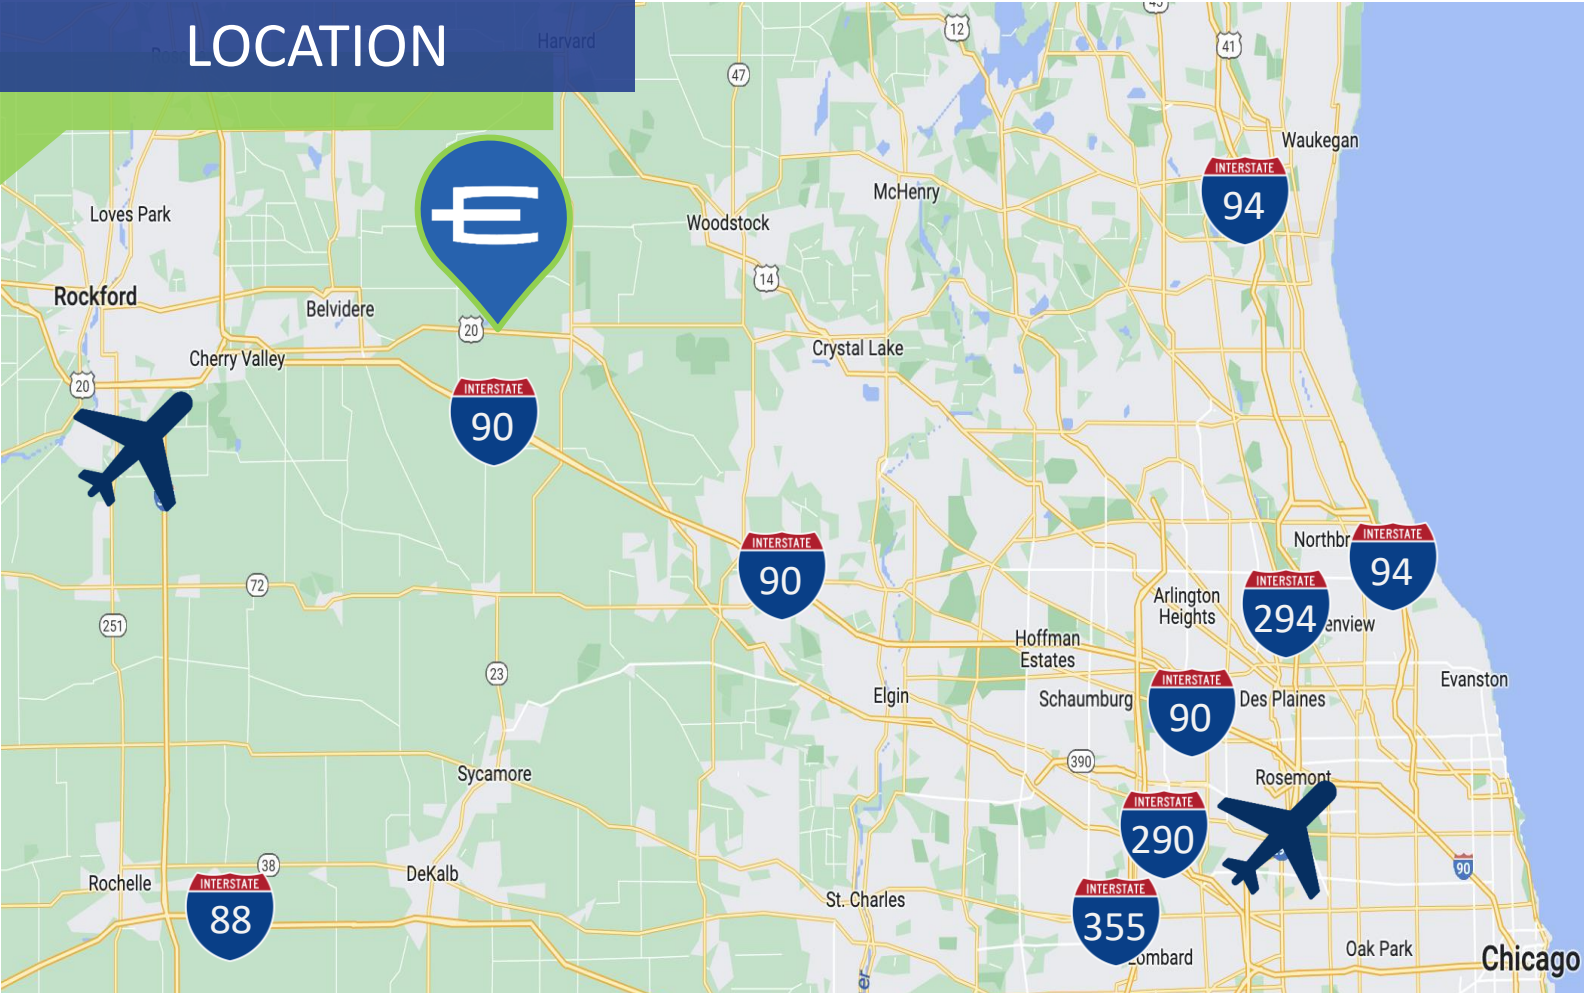 LOCATION
Harvard
12
45
41
47
Waukegan
INTERSTATE
94
McHenry
Loves Park
Woodstock
E
14
Rockford
Belvidere
20
Crystal Lake
Cherry Valley
20
INTERSTATE
90
INTERSTATE
90
Northbr
INTERSTATE
94
72
INTERSTATE
294
Arlington
Heights
enview
251
Hoffman
Estates
23
Evanston
Elgin
Schaumburg
INTERSTATE
90
Des Plaines
390
Sycamore
Rosemont
INTERSTATE
290
90
38
DeKalb
Rochelle
INTERSTATE
88
St. Charles
INTERSTATE
355
Lombard
Oak Park
Chicago
er